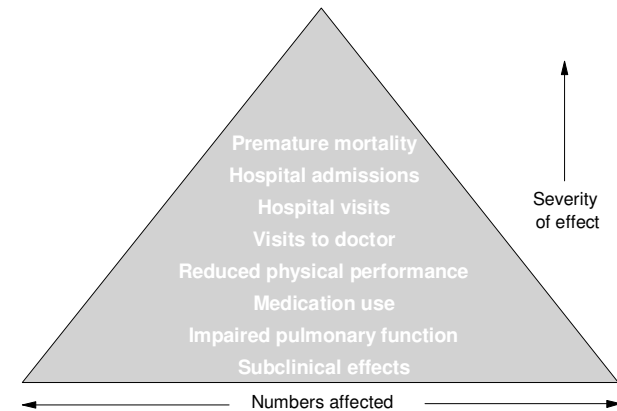 Premature mortality
Hospital admissions
Hospital visits
Visits to doctor
Reduced physical performance
Medication use
Impaired pulmonary function
Subclinical effects
Severity
of effect
Numbers affected